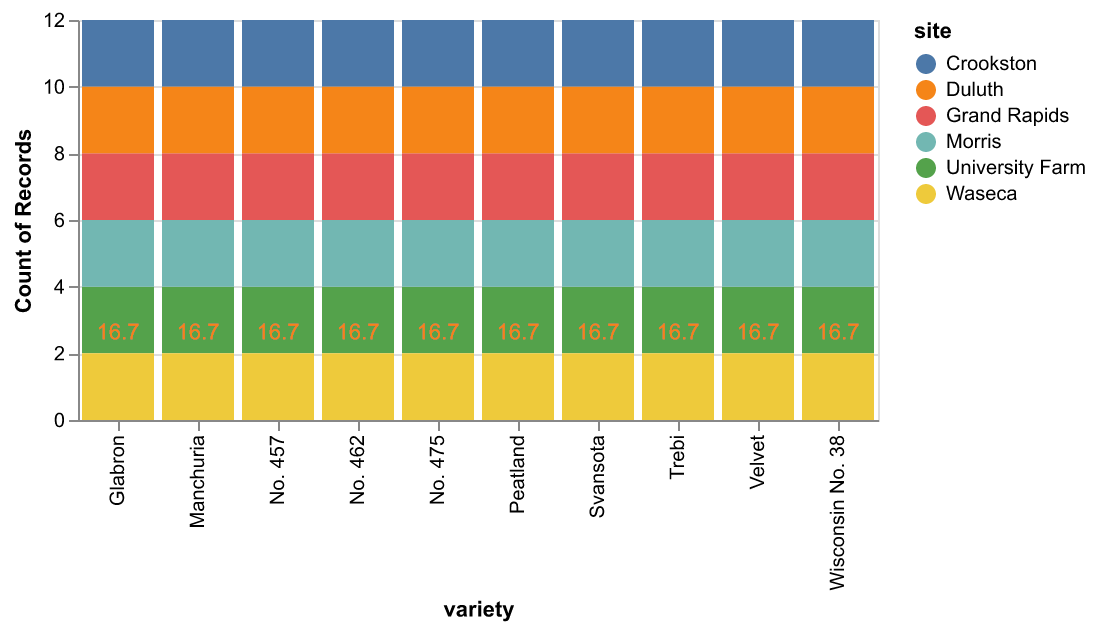 12
10
8
6
4
2
0
Count of Records
16.7 16.7 16.7 16.7 16.7 16.7 16.7 16.7 16.7 16.7
Glabron
Manchuria
No. 457
No. 462
No. 475
Peatland
Svansota
Trebi
Velvet
Wisconsin No. 38
variety
site
Crookston
Duluth
Grand Rapids
Morris
University Farm
Waseca